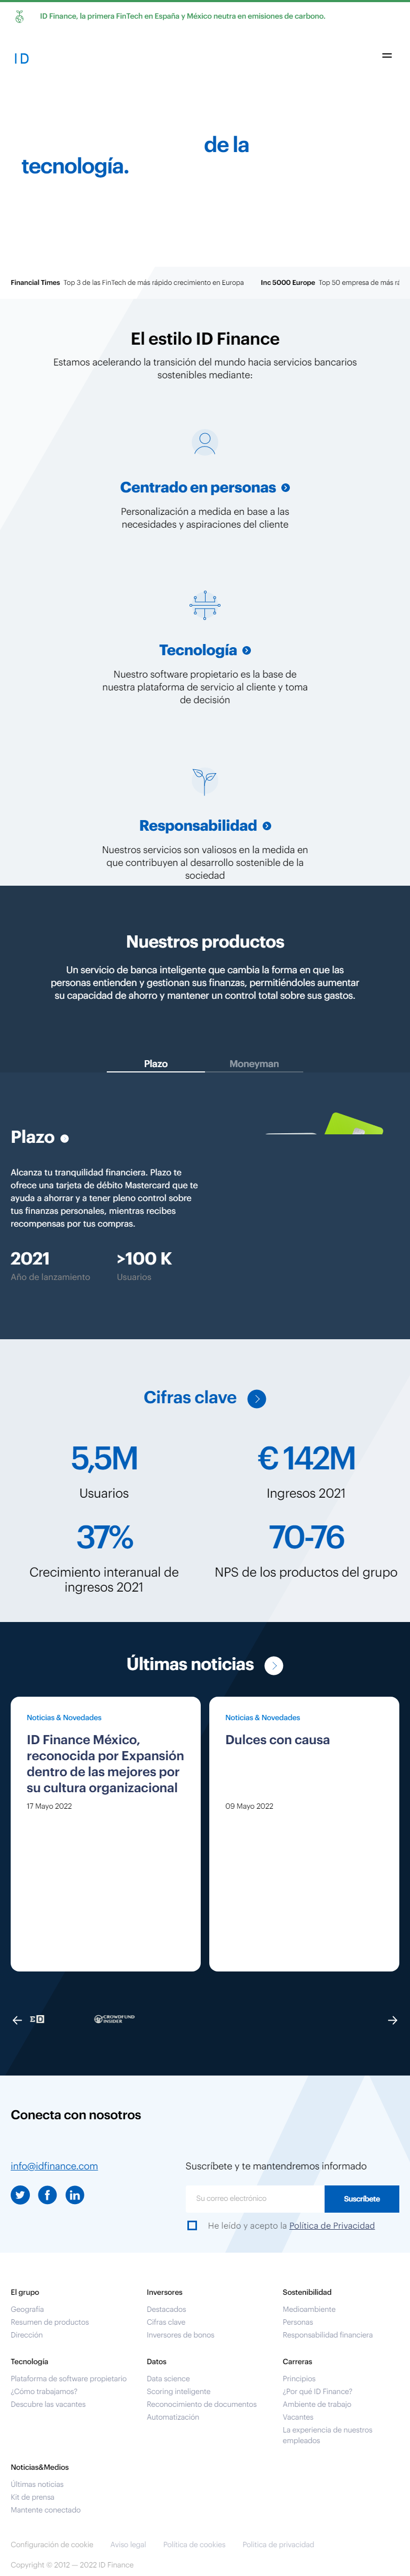 ID Finance, la primera FinTech en España y México neutra en emisiones de carbono.
ID
de la
tecnología.
Financial Times Top 3 de las FinTech de más rápido crecimiento en Europa
Inc 5000 Europe Top 50 empresa de más
El estilo ID Finance
Estamos acelerando la transición del mundo hacia servicios bancarios
sostenibles mediante:
Centrado en personas
Personalización a medida en base a las
necesidades y aspiraciones del cliente
Tecnología
Nuestro software propietario es la base de
nuestra plataforma de servicio al cliente y toma
de decisión
Responsabilidad
Nuestros servicios son valiosos en la medida en
que contribuyen al desarrollo sostenible de la
sociedad
Nuestros productos
Un servicio de banca inteligente que cambia la forma en que las
personas entienden y gestionan sus finanzas, permitiéndoles aumentar
su capacidad de ahorro y mantener un control total sobre sus gastos.
Plazo
Moneyman
Plazo
Alcanza tu tranquilidad financiera. Plazo te
ofrece una tarjeta de débito Mastercard que te
ayuda a ahorrar y a tener pleno control sobre
tus finanzas personales, mientras recibes
recompensas por tus compras.
2021
Año de lanzamiento
>100 K
Usuarios
Cifras clave
5,5M
Usuarios
€ 142M
Ingresos 2021
37%
Crecimiento interanual de
ingresos 2021
70-76
NPS de los productos del grupo
Últimas noticias
Noticias & Novedades
ID Finance México,
reconocida por Expansión
dentro de las mejores por
su cultura organizacional
17 Mayo 2022
Noticias & Novedades
Dulces con causa
09 Mayo 2022
CROWDFUND
INSIDER
Conecta con nosotros
info@idfinance.com
Suscríbete y te mantendremos informado
Su correo electrónico
Suscríbete
He leído y acepto la Política de Privacidad
El grupo
Geografía
Resumen de productos
Dirección
Inversores
Destacados
Cifras clave
Inversores de bonos
Sostenibilidad
Medioambiente
Personas
Responsabilidad financiera
Tecnología
Plataforma de software propietario
¿Cómo trabajamos?
Descubre las vacantes
Datos
Data science
Scoring inteligente
Reconocimiento de documentos
Automatización
Carreras
Principios
¿Por qué ID Finance?
Ambiente de trabajo
Vacantes
La experiencia de nuestros
empleados
Noticias&Medios
Últimas noticias
Kit de prensa
Mantente conectado
Configuración de cookie
Aviso legal
Política de cookies
Política de privacidad
Copyright © 2012 — 2022 ID Finance